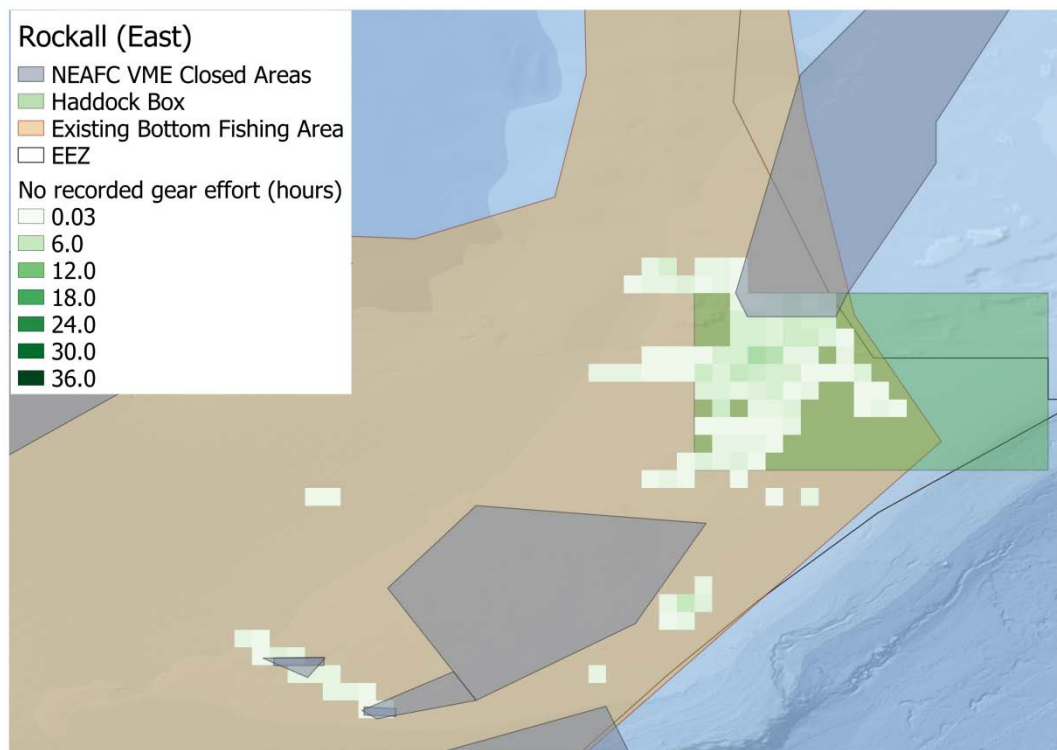 Rockall (East)
NEAFC VME Closed Areas
Haddock Box
Existing Bottom Fishing Area
EEZ
No recorded gear effort (hours)
0.03
6.0
12.0
18.0
24.0
30.0
36.0